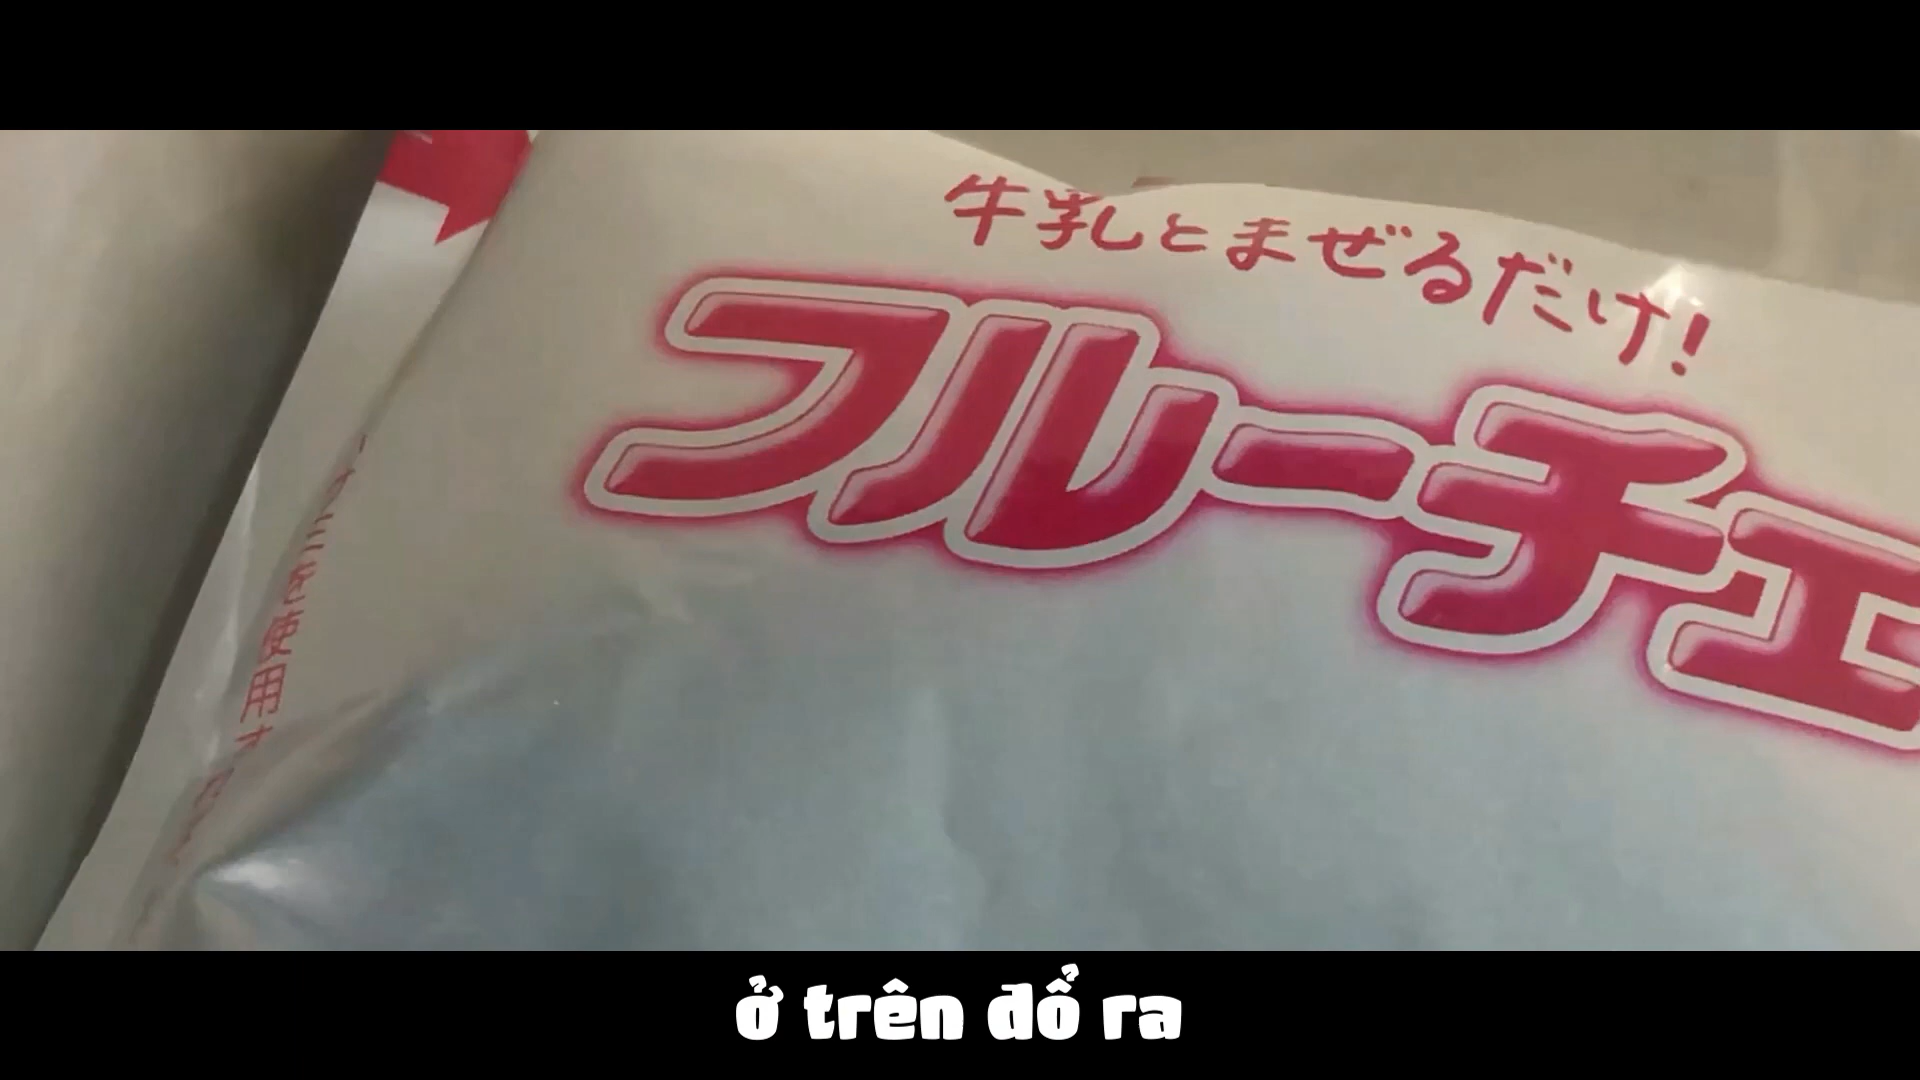 牛乳とまぜるだけ!
フルーチェ
ở trên đổ ra